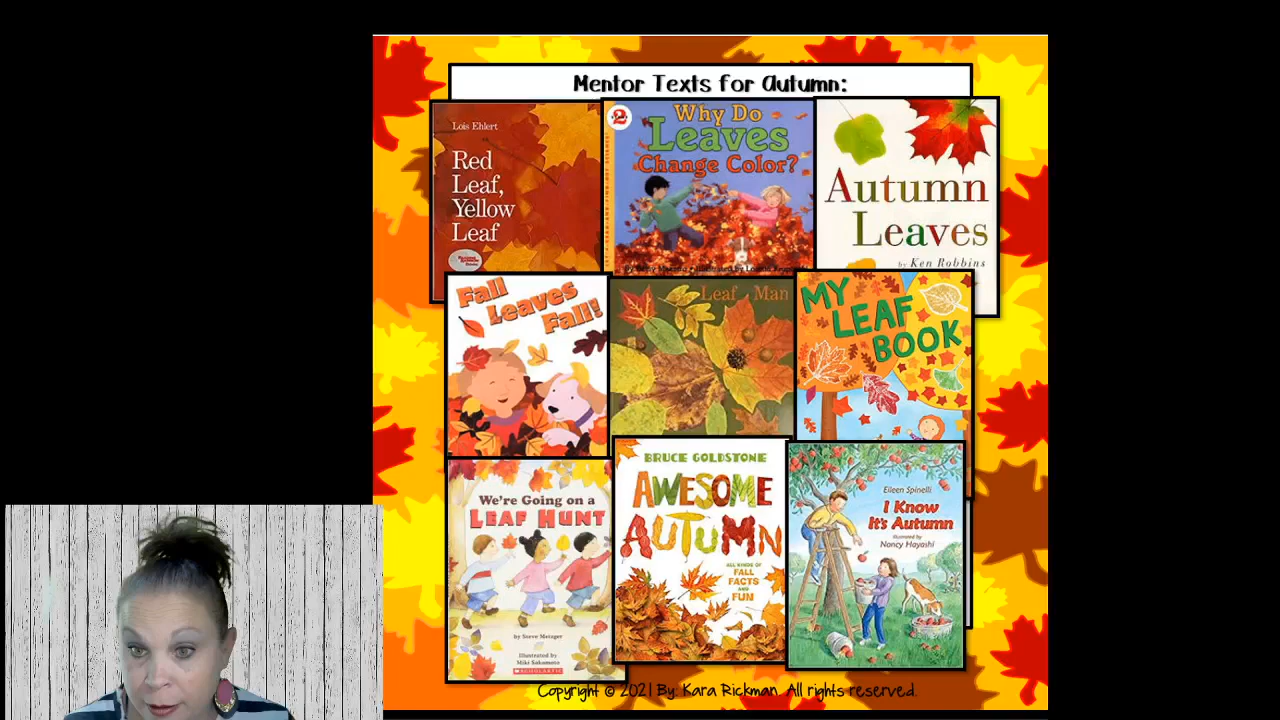 Mentor Texts for Autumn:
Lois Ehlert
Red
Leaf,
Yellow
Leaf
2
Why Do
Leaves
Change Color?
Autumn
Leaves
by Ken Robbins
Fall
Leaves
Fall!
Leaf Man
MY
LEAF
BOOK
We're Going on a
LEAF HUNT
by Steve Metzger
Illustrated by
Miki Sakamoto
SCHOLASTIC
BRUCE GOLDSTONE
AWESOME
AUTUMN
ALL KINDS OF
FALL
FACTS
AND
FUN
Eileen Spinelli
I Know
It's Autumn
illustrated by
Nancy Hayashi
Copyright © 2021 By: Kara Rickman. All rights reserved.